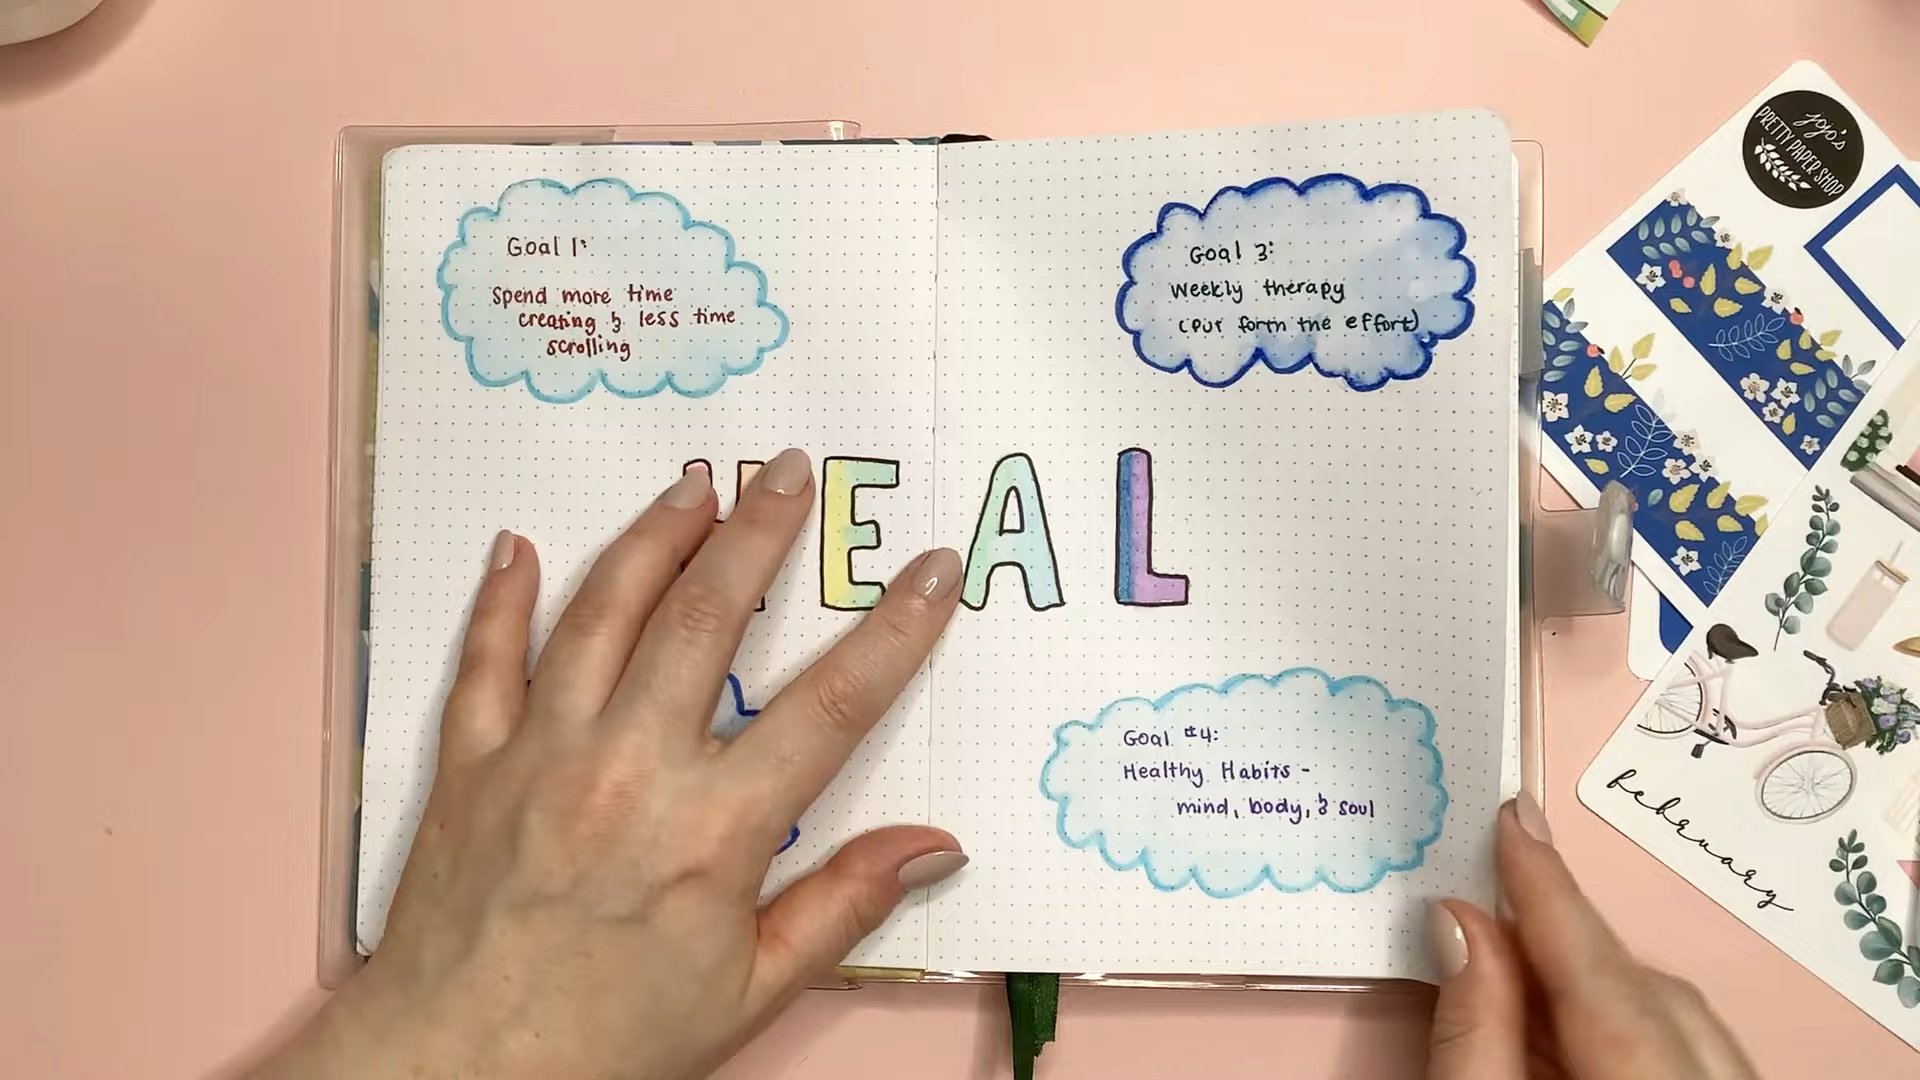 Goal 1:
Spend more time
creating & less time
scrolling
Goal 3:
Weekly therapy
(put forth the effort)
HEAL
Goal #4:
Healthy Habits -
mind, body, & soul
jojo's
PRETTY PAPER SHOP
february